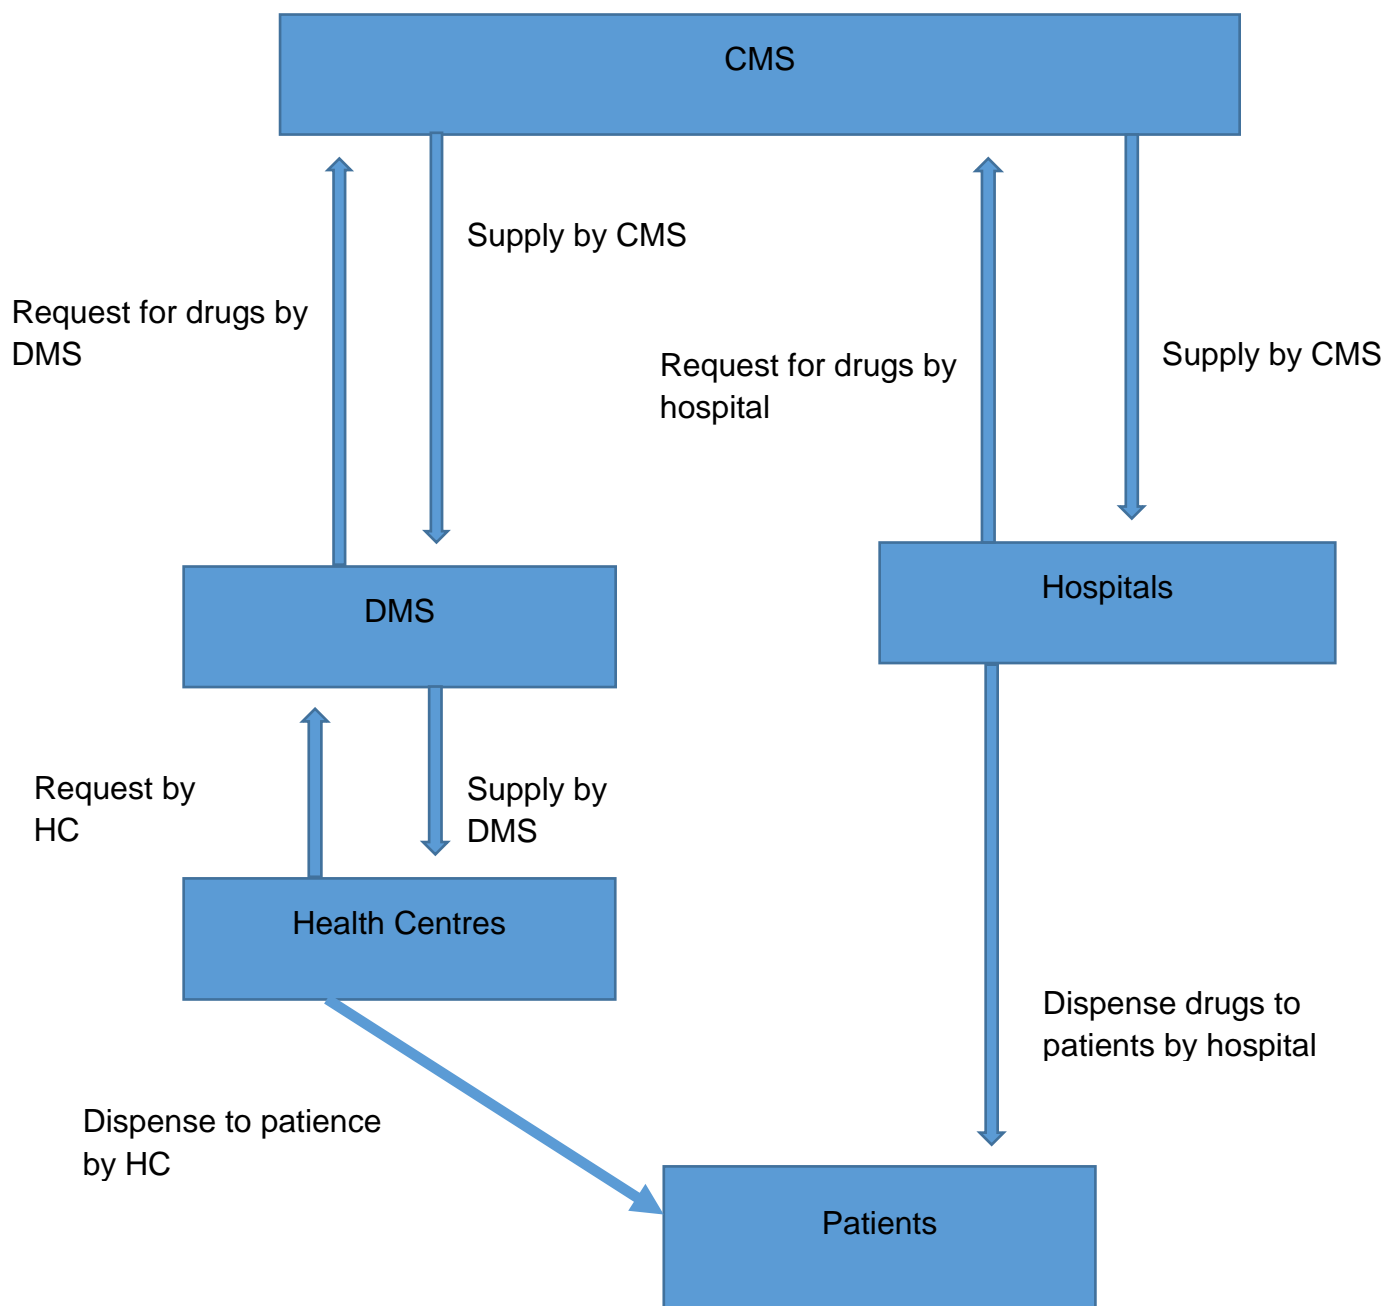 CMS
Supply by CMS
Request for drugs by
DMS
Request for drugs by
hospital
Supply by CMS
DMS
Hospitals
Request by
HC
Supply by
DMS
Health Centres
Dispense drugs to
patients by hospital
Dispense to patience
by HC
Patients